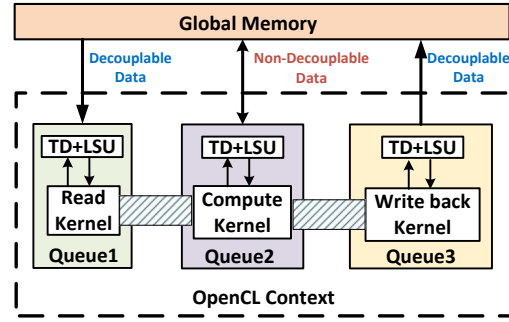 Global Memory
Decouplable
Data
Non-Decouplable
Data
Decouplable
Data
TD+LSU
TD+LSU
TD+LSU
Read
Kernel
Compute
Kernel
Write back
Kernel
Queue1
Queue2
Queue3
OpenCL Context